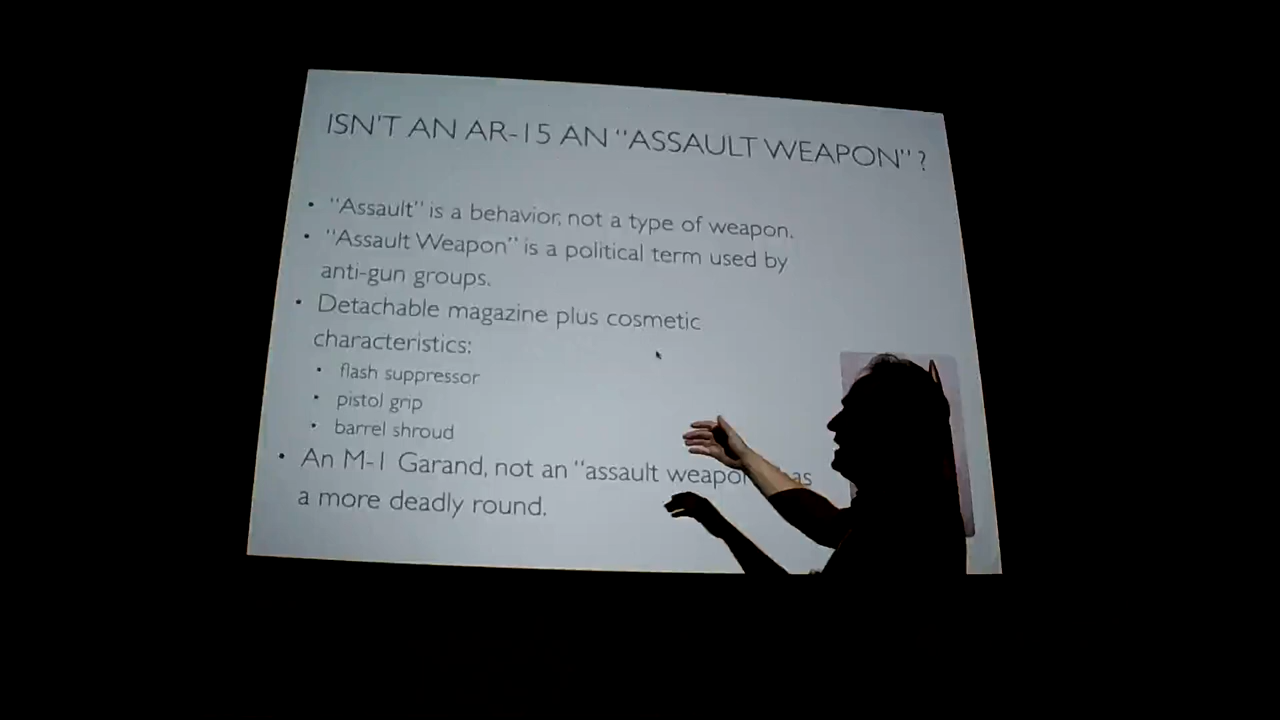 ISN'T AN AR-15 AN "ASSAULT WEAPON"?
• "Assault" is a behavior, not a type of weapon.
• "Assault Weapon" is a political term used by
anti-gun groups.
• Detachable magazine plus cosmetic
characteristics:
• flash suppressor
• pistol grip
• barrel shroud
• An M-1 Garand, not an "assault
a more deadly round.